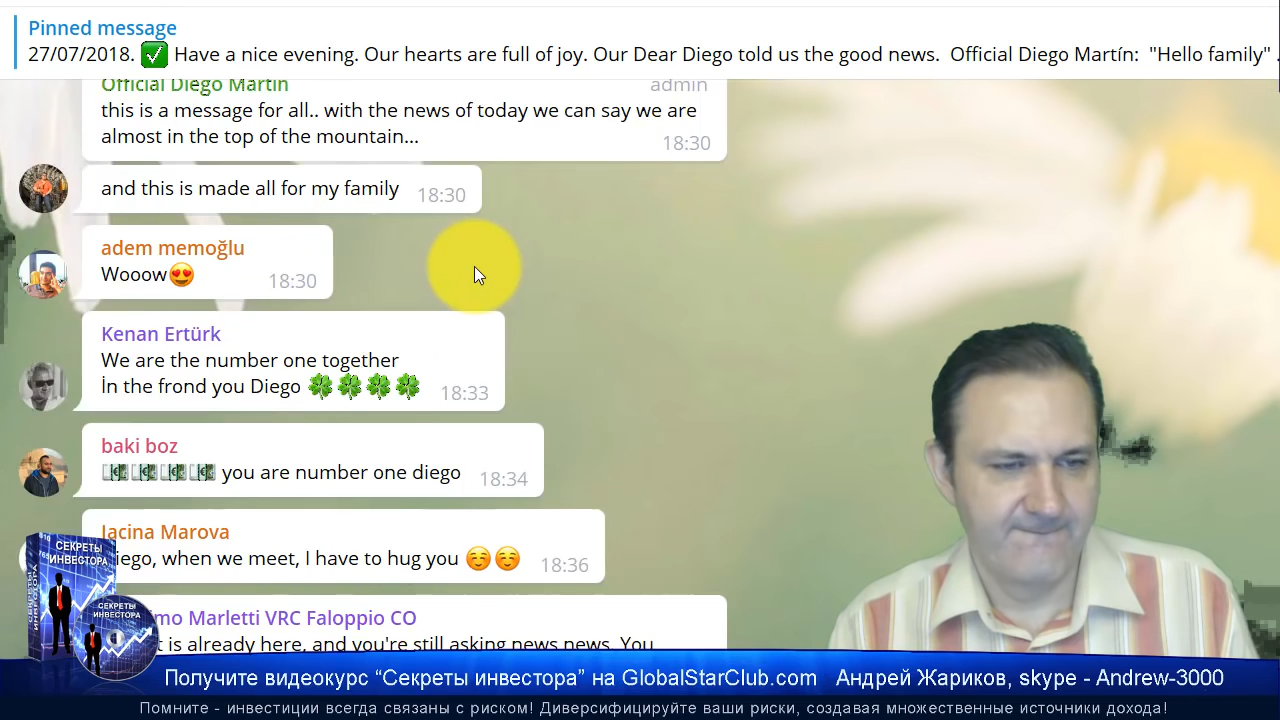 Pinned message
27/07/2018. ✅ Have a nice evening. Our hearts are full of joy. Our Dear Diego told us the good news. Official Diego Martín: "Hello family"
Official Diego Martin admin
this is a message for all.. with the news of today we can say we are
almost in the top of the mountain...
18:30
and this is made all for my family 18:30
adem memoğlu
Wooow😍 18:30
Kenan Ertürk
We are the number one together
İn the frond you Diego 🍀🍀🍀🍀 18:33
baki boz
💶💶💶💶 you are number one diego 18:34
Jacina Marova
iego, when we meet, I have to hug you ☺️☺️ 18:36
mo Marletti VRC Faloppio CO
t is already here, and you're still asking news news. You
СЕКРЕТЫ
ИНВЕСТОРА
СЕКРЕТЫ
ИНВЕСТОРА
Получите видеокурс “Секреты инвестора” на GlobalStarClub.com Андрей Жариков, skype - Andrew-3000
Помните - инвестиции всегда связаны с риском! Диверсифицируйте ваши риски, создавая множественные источники дохода!